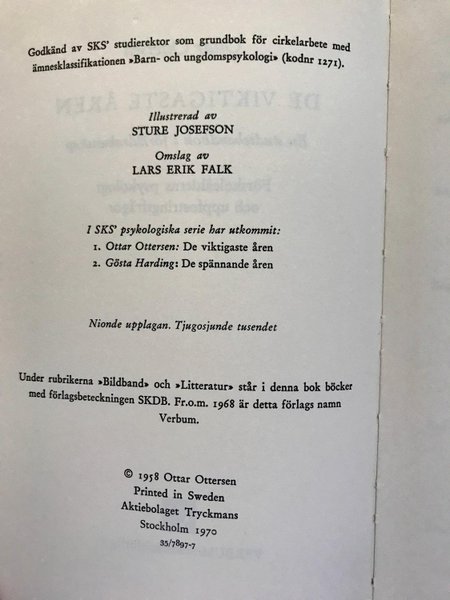 Godkänd av SKS' studierektor som grundbok för cirkelarbete med
ämnesklassifikationen »Barn- och ungdomspsykologi» (kodnr 1271).
Illustrerad av
STURE JOSEFSON
Omslag av
LARS ERIK FALK
I SKS' psykologiska serie har utkommit:
1. Ottar Ottersen: De viktigaste åren
2. Gösta Harding: De spännande åren
Nionde upplagan. Tjugosjunde tusendet
Under rubrikerna »Bildband» och »Litteratur» står i denna bok böcker
med förlagsbeteckningen SKDB. Fr.o.m. 1968 är detta förlags namn
Verbum.
© 1958 Ottar Ottersen
Printed in Sweden
Aktiebolaget Tryckmans
Stockholm 1970
35/7897-7